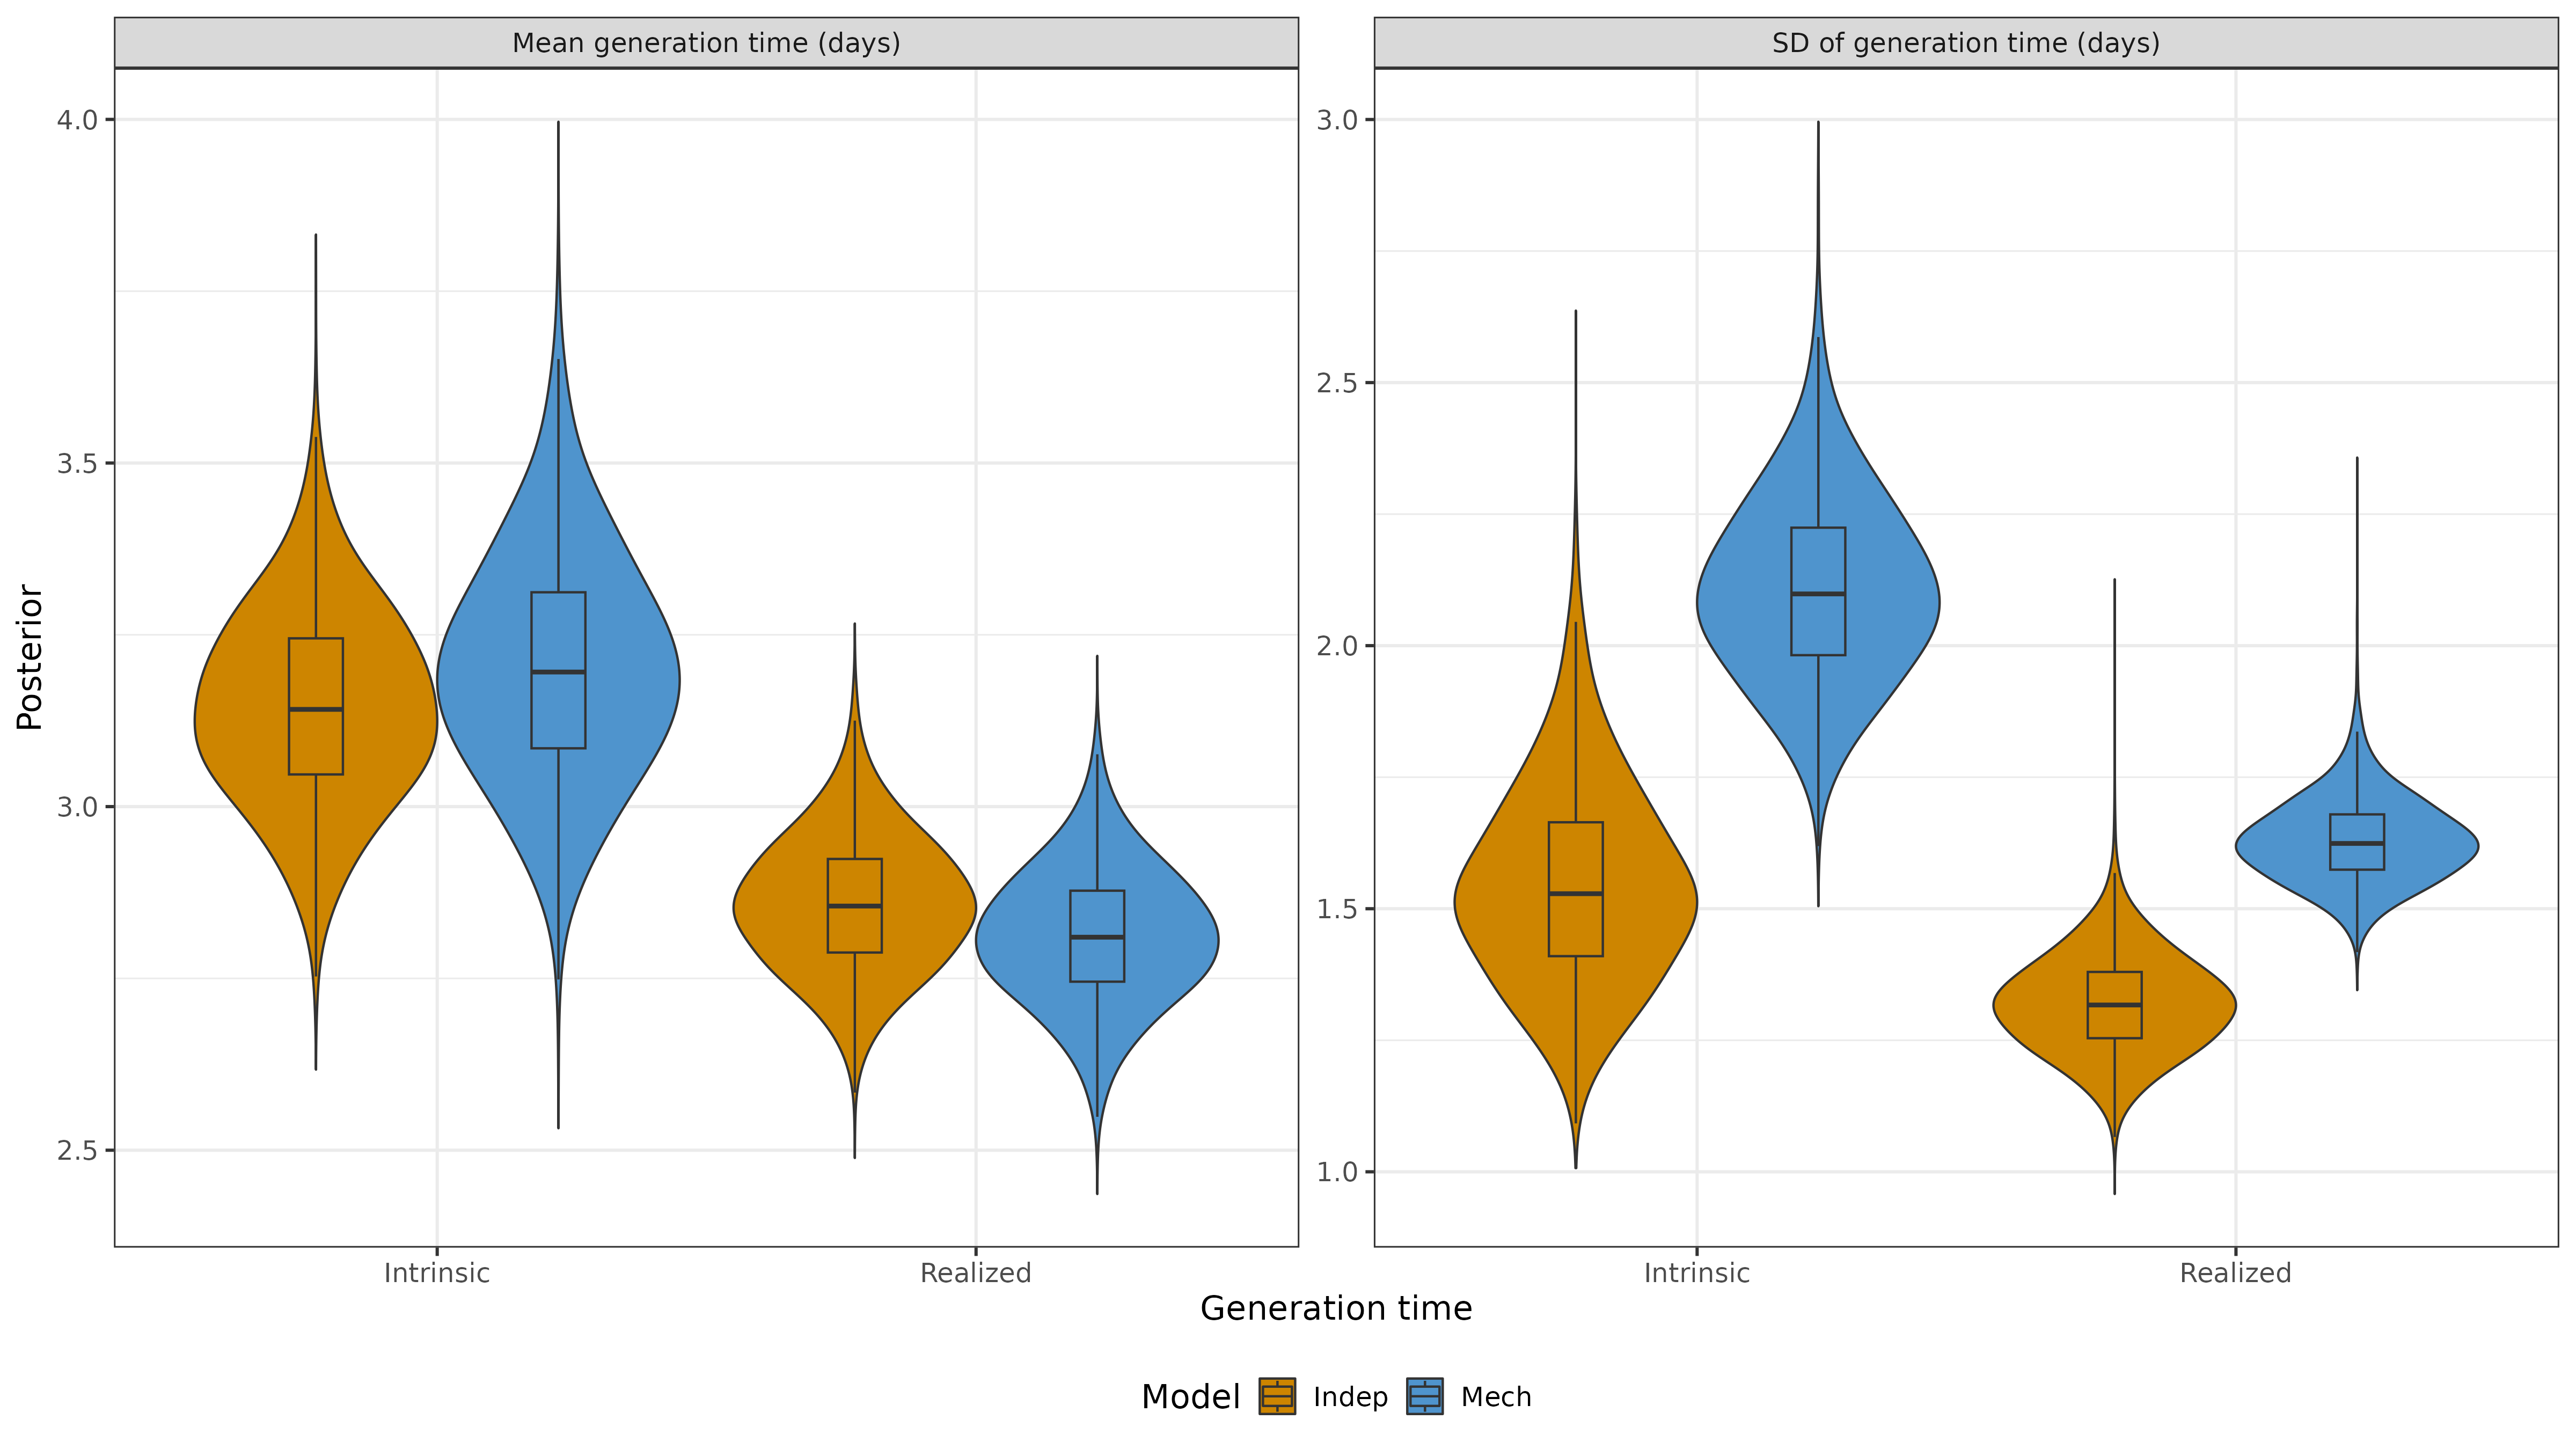 Mean generation time (days)
SD of generation time (days)
Posterior
4.0
3.5
3.0
2.5
3.0
2.5
2.0
1.5
1.0
Intrinsic
Realized
Intrinsic
Realized
Generation time
Model Indep Mech